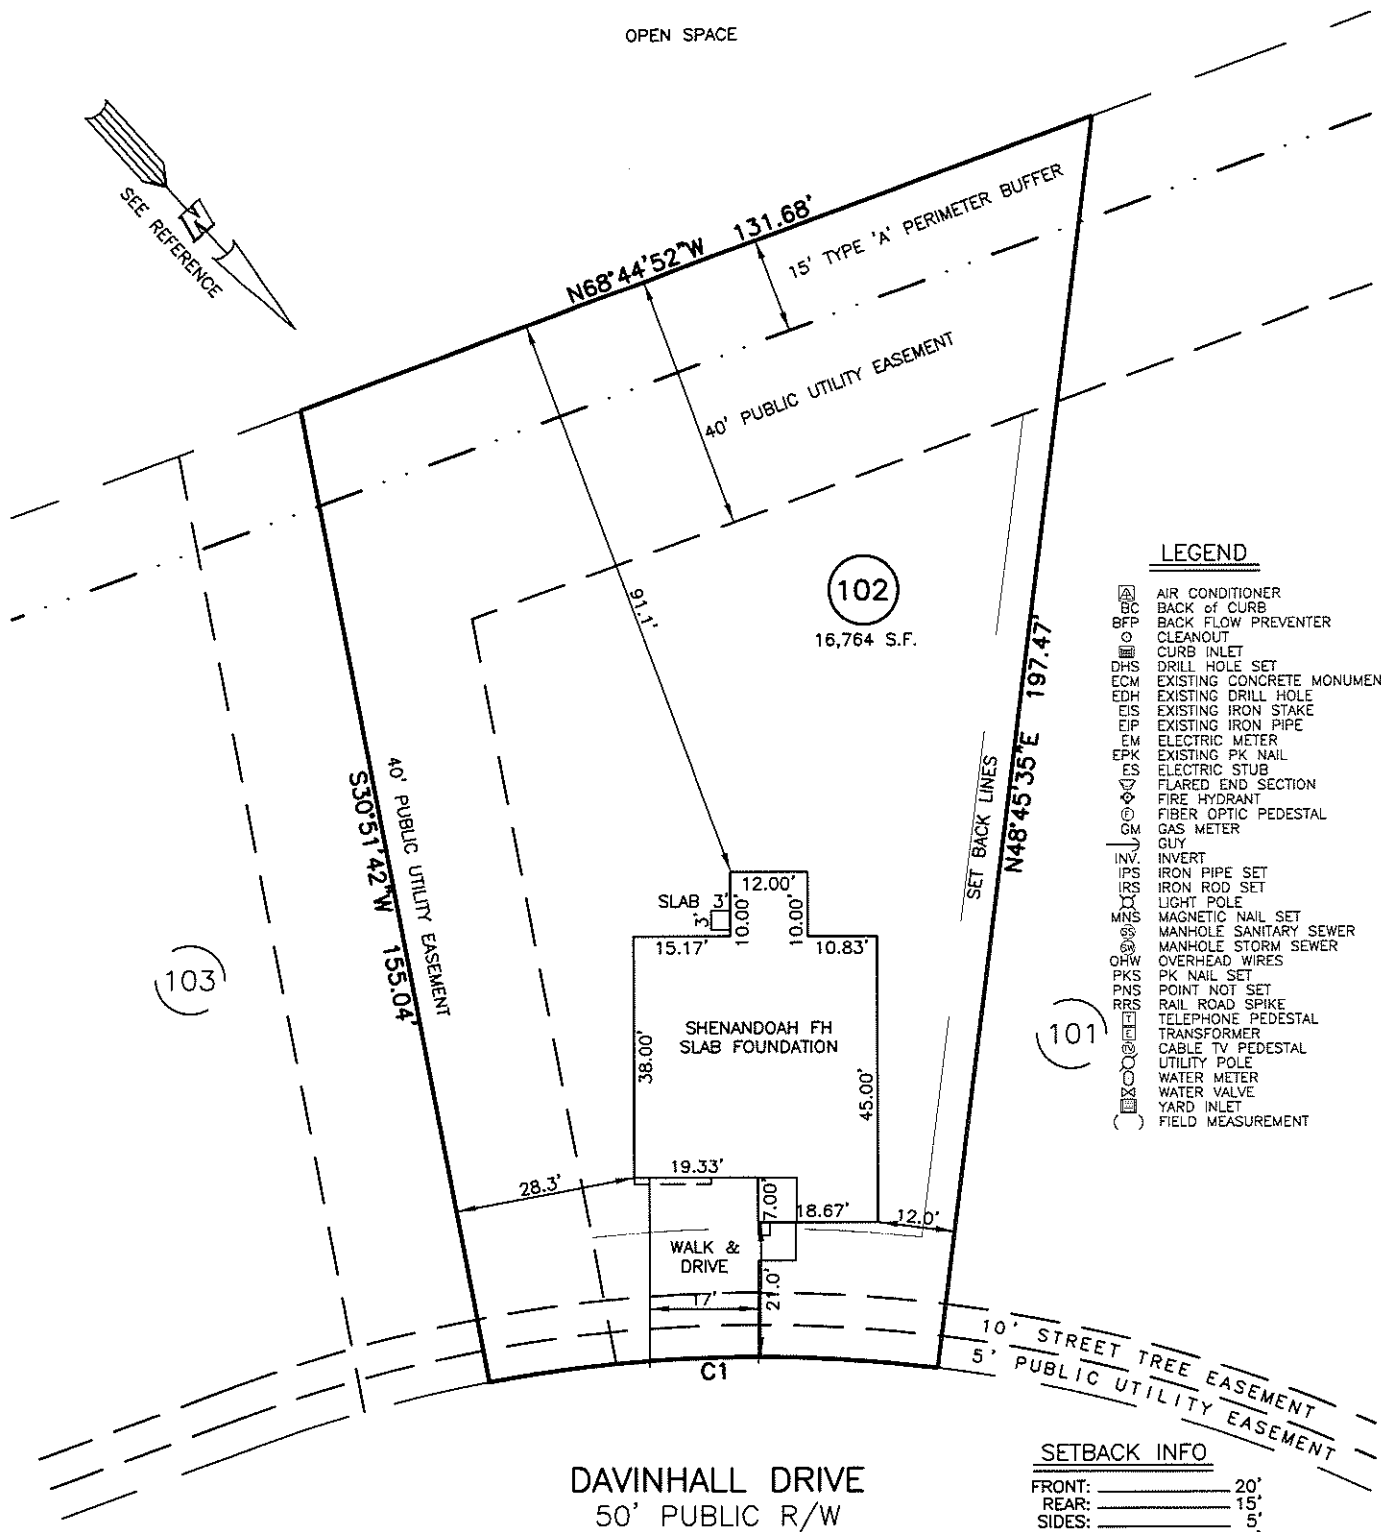 OPEN SPACE
SEE REFERENCE
N68°44'52"W 131.68'
15' TYPE 'A' PERIMETER BUFFER
40' PUBLIC UTILITY EASEMENT
91.1'
102
16,764 S.F.
S30°51'42"W 155.04'
40' PUBLIC UTILITY EASEMENT
SET BACK LINES
N48°45'35"E 197.47'
103
101
12.00'
SLAB 3'
3'
10.00'
10.00'
15.17'
10.83'
SHENANDOAH FH
SLAB FOUNDATION
38.00'
45.00'
19.33'
28.3'
7.00'
18.67'
12.0'
WALK &
DRIVE
17'
21.0'
C1
10' STREET TREE EASEMENT
5' PUBLIC UTILITY EASEMENT
DAVINHALL DRIVE
50' PUBLIC R/W
LEGEND
A AIR CONDITIONER
BC BACK of CURB
BFP BACK FLOW PREVENTER
CLEANOUT
CURB INLET
DHS DRILL HOLE SET
ECM EXISTING CONCRETE MONUMEN
EDH EXISTING DRILL HOLE
EIS EXISTING IRON STAKE
EIP EXISTING IRON PIPE
EM ELECTRIC METER
EPK EXISTING PK NAIL
ES ELECTRIC STUB
FLARED END SECTION
FIRE HYDRANT
F FIBER OPTIC PEDESTAL
GM GAS METER
GUY
INV. INVERT
IPS IRON PIPE SET
IRS IRON ROD SET
LIGHT POLE
MNS MAGNETIC NAIL SET
SS MANHOLE SANITARY SEWER
SW MANHOLE STORM SEWER
OHW OVERHEAD WIRES
PKS PK NAIL SET
PNS POINT NOT SET
RRS RAIL ROAD SPIKE
T TELEPHONE PEDESTAL
E TRANSFORMER
TV CABLE TV PEDESTAL
UTILITY POLE
WATER METER
WATER VALVE
YARD INLET
( ) FIELD MEASUREMENT
SETBACK INFO
FRONT: 20'
REAR: 15'
SIDES: 5'